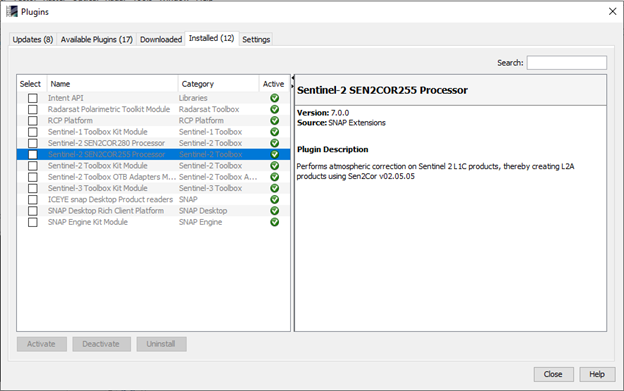 Plugins
Updates (8) Available Plugins (17) Downloaded Installed (12) Settings
Search:
Select Name Category Active
Intent API Libraries
Radarsat Polarimetric Toolkit Module Radarsat Toolbox
RCP Platform RCP Platform
Sentinel-1 Toolbox Kit Module Sentinel-1 Toolbox
Sentinel-2 SEN2COR280 Processor Sentinel-2 Toolbox
Sentinel-2 SEN2COR255 Processor Sentinel-2 Toolbox
Sentinel-2 Toolbox Kit Module Sentinel-2 Toolbox
Sentinel-2 Toolbox OTB Adapters M... Sentinel-2 Toolbox A...
Sentinel-3 Toolbox Kit Module Sentinel-3 Toolbox
ICEYE snap Desktop Product readers SNAP
SNAP Desktop Rich Client Platform SNAP Desktop
SNAP Engine Kit Module SNAP Engine
Sentinel-2 SEN2COR255 Processor
Version: 7.0.0
Source: SNAP Extensions
Plugin Description
Performs atmospheric correction on Sentinel 2 L1C products, thereby creating L2A
products using Sen2Cor v02.05.05
Activate Deactivate Uninstall
Close Help